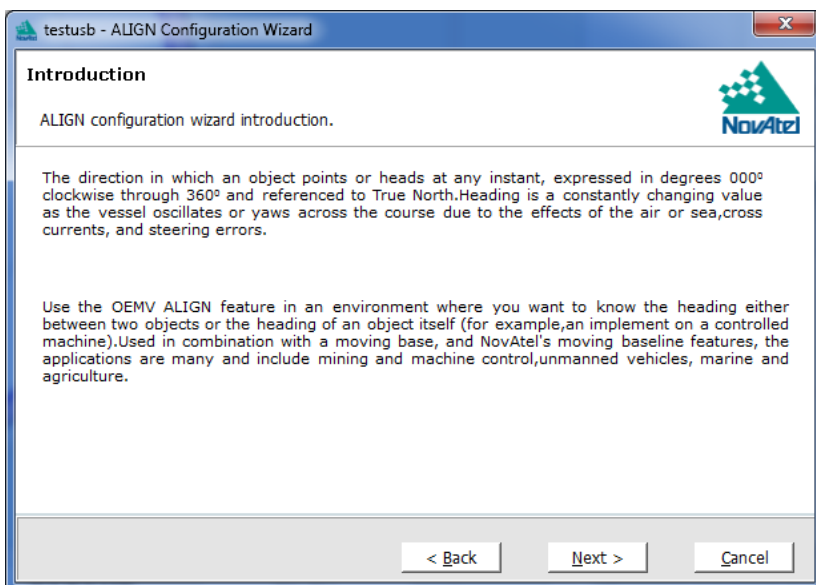 testusb - ALIGN Configuration Wizard
Introduction
ALIGN configuration wizard introduction.
NovAtel
NovAtel
The direction in which an object points or heads at any instant, expressed in degrees 000º
clockwise through 360º and referenced to True North.Heading is a constantly changing value
as the vessel oscillates or yaws across the course due to the effects of the air or sea,cross
currents, and steering errors.
Use the OEMV ALIGN feature in an environment where you want to know the heading either
between two objects or the heading of an object itself (for example,an implement on a controlled
machine).Used in combination with a moving base, and NovAtel's moving baseline features, the
applications are many and include mining and machine control,unmanned vehicles, marine and
agriculture.
< Back
Next >
Cancel